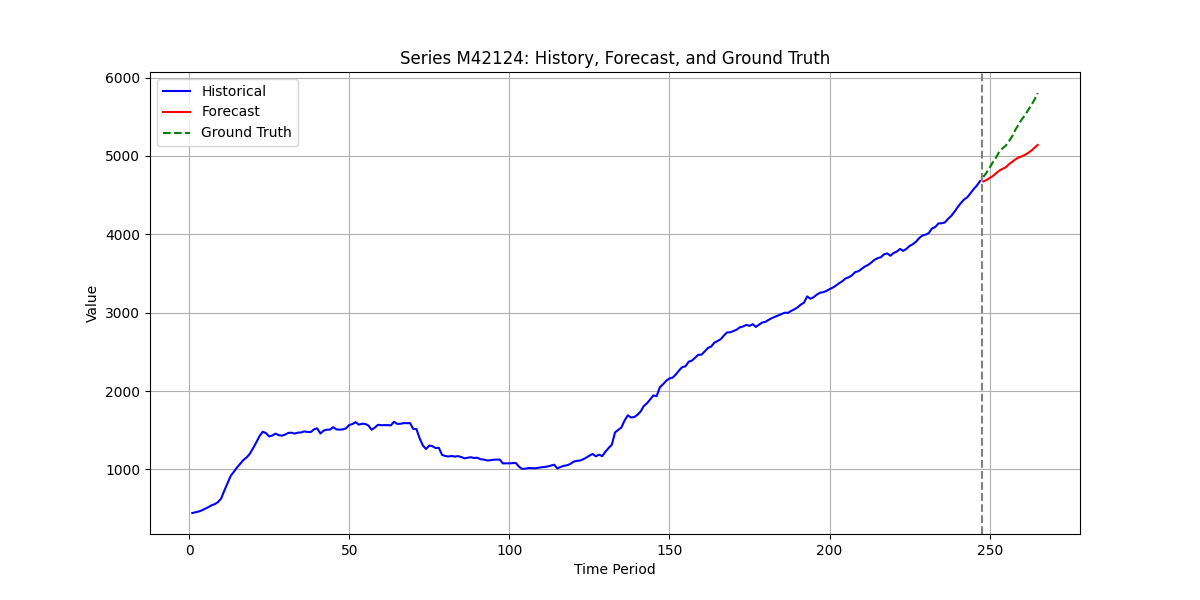 Series M42124: History, Forecast, and Ground Truth
Historical
Forecast
Ground Truth
6000
5000
4000
3000
2000
1000
Value
0
50
100
150
200
250
Time Period